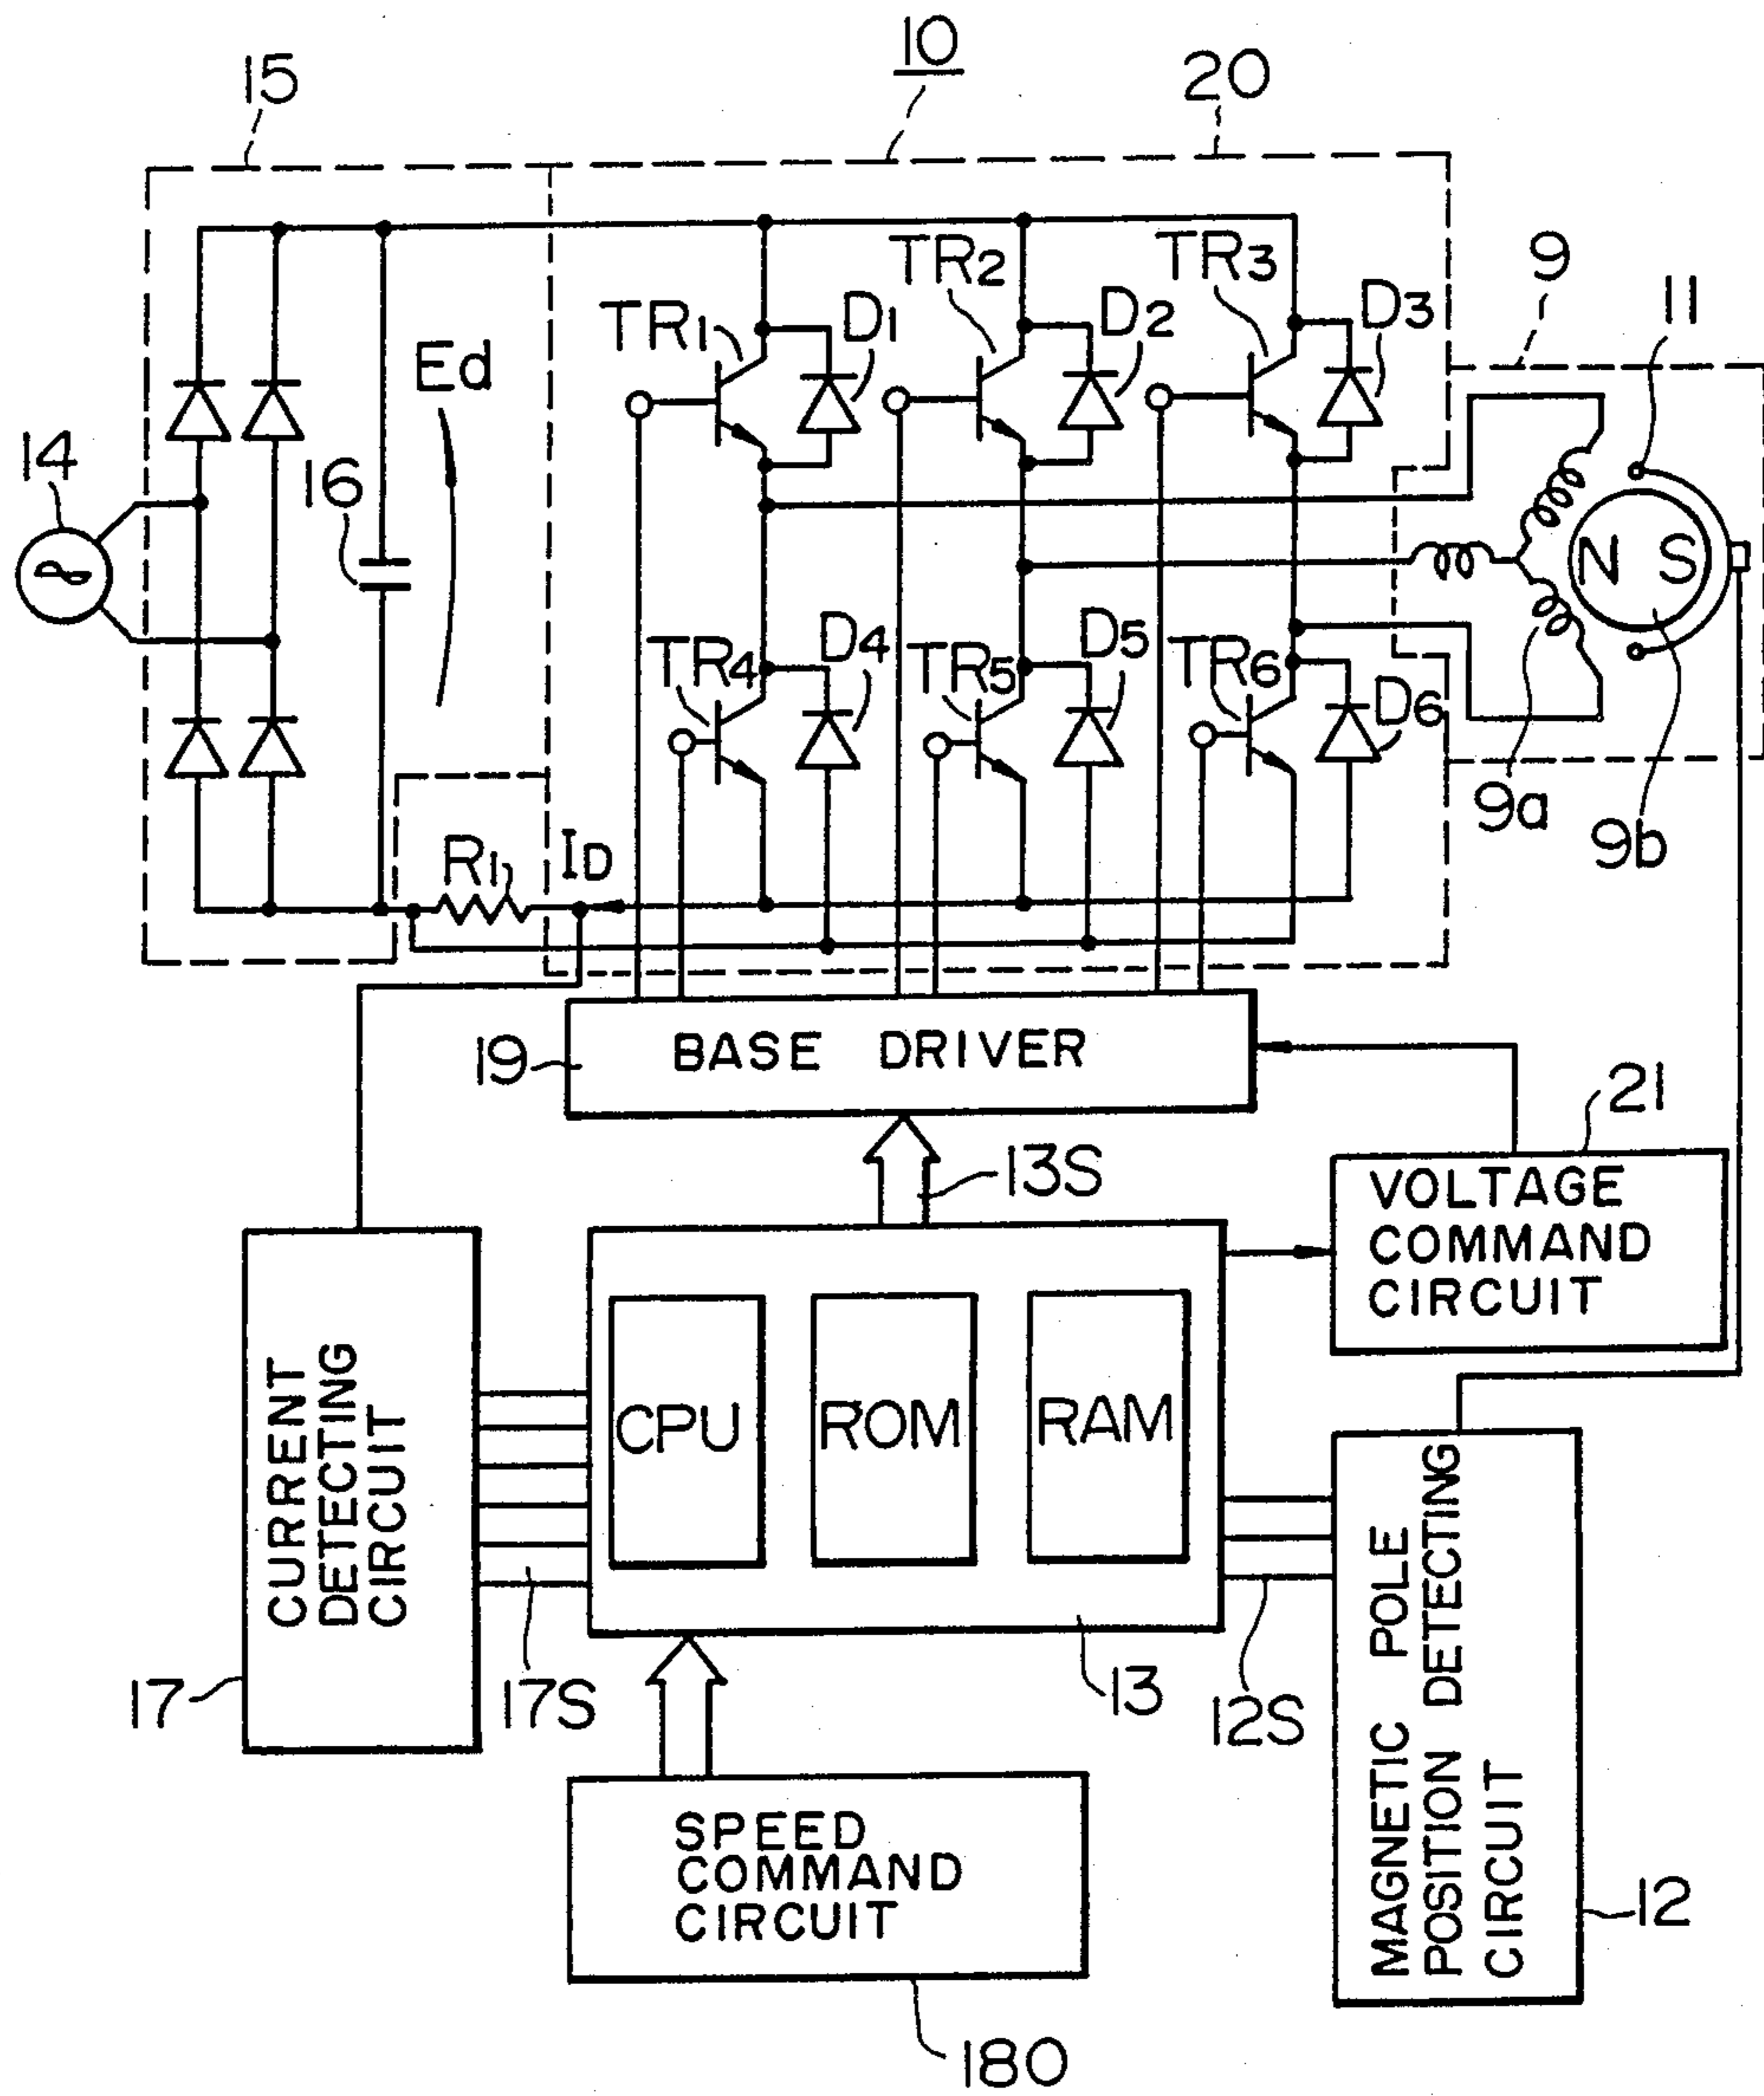 10
15
20
9
11
TR1
D1
TR2
D2
TR3
D3
Ed
14
16
N S
TR4
D4
TR5
D5
TR6
D6
9a
9b
R1
ID
19
BASE DRIVER
21
13S
VOLTAGE
COMMAND
CIRCUIT
CURRENT
DETECTING
CIRCUIT
CPU
ROM
RAM
17
17S
13
12S
MAGNETIC POLE
POSITION DETECTING
CIRCUIT
12
SPEED
COMMAND
CIRCUIT
180